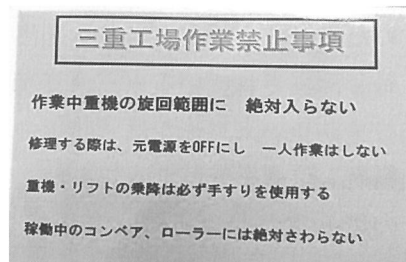 三重工場作業禁止事項
作業中重機の旋回範囲に　絶対入らない
修理する際は、元電源をOFFにし　一人作業はしない
重機・リフトの乗降は必ず手すりを使用する
稼働中のコンベア、ローラーには絶対さわらない